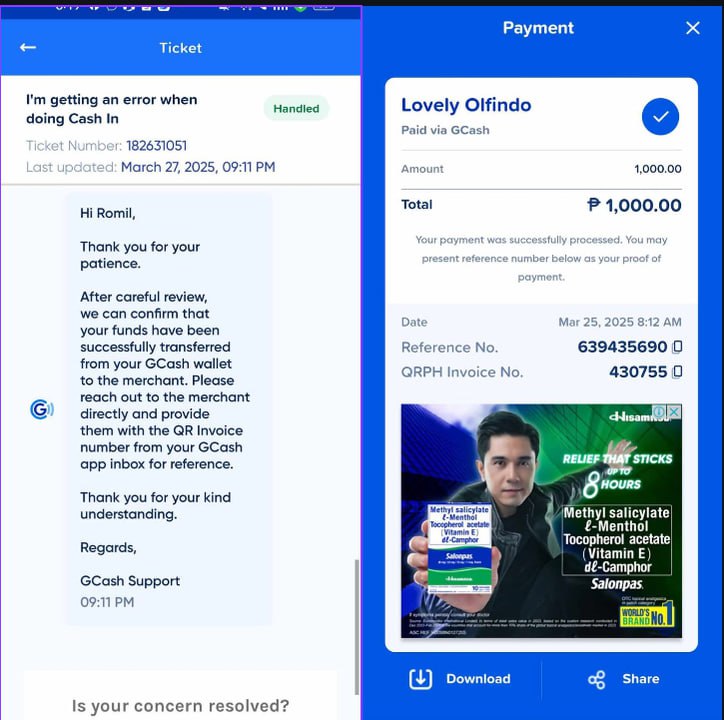 Ticket
I'm getting an error when
doing Cash In
Handled
Ticket Number: 182631051
Last updated: March 27, 2025, 09:11 PM
Hi Romil,
Thank you for your
patience.
After careful review,
we can confirm that
your funds have been
successfully transferred
from your GCash wallet
to the merchant. Please
reach out to the merchant
directly and provide
them with the QR Invoice
number from your GCash
app inbox for reference.
Thank you for your kind
understanding.
Regards,
GCash Support
09:11 PM
Is your concern resolved?
Payment
Lovely Olfindo
Paid via GCash
Amount 1,000.00
Total ₱ 1,000.00
Your payment was successfully processed. You may
present reference number below as your proof of
payment.
Date Mar 25, 2025 8:12 AM
Reference No. 639435690
QRPH Invoice No. 430755
RELIEF THAT STICKS
UP TO
8 HOURS
Methyl salicylate
ℓ-Menthol
Tocopherol acetate
(Vitamin E)
dℓ-Camphor
Salonpas
Hisamitsu
Methyl salicylate
ℓ-Menthol
Tocopherol acetate
(Vitamin E)
dℓ-Camphor
Salonpas
WORLD'S
BRAND No.1
Download
Share